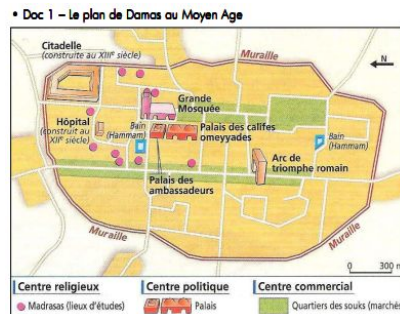 • Doc 1 – Le plan de Damas au Moyen Age
Citadelle
(construite au XIIIe siècle)
Muraille
N
Grande
Mosquée
Hôpital
(construit au
XIIe siècle)
Bain
(Hammam)
Palais des califes
omeyyades
Bain
(Hammam)
Arc de
triomphe romain
Palais des
ambassadeurs
Muraille
Muraille
0 300 m
Centre religieux
Madrasas (lieux d'études)
Centre politique
Palais
Centre commercial
Quartiers des souks (marchés